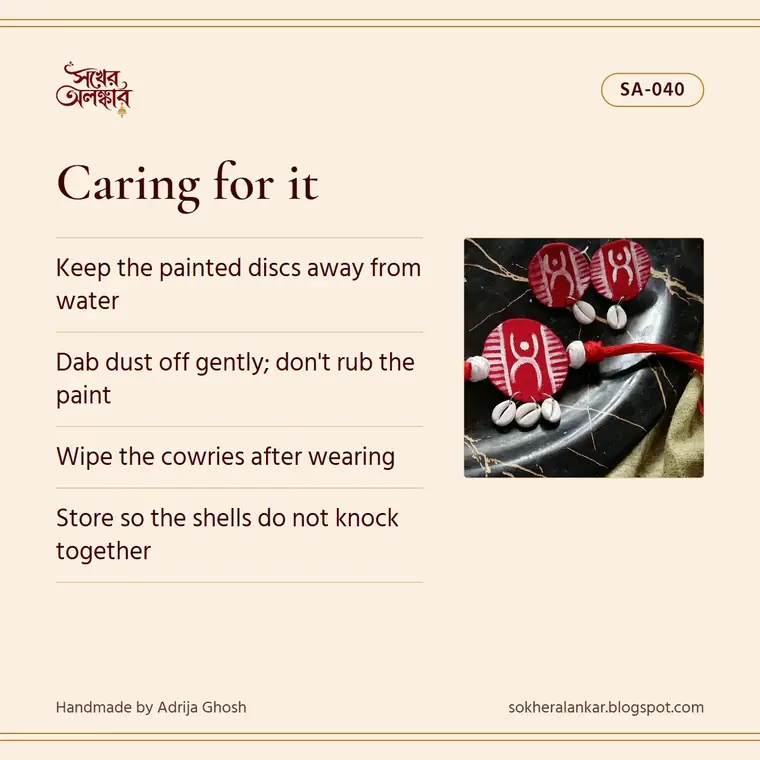 সখের
অলঙ্কার
SA-040
Caring for it
Keep the painted discs away from
water
Dab dust off gently; don't rub the
paint
Wipe the cowries after wearing
Store so the shells do not knock
together
Handmade by Adrija Ghosh
sokheralankar.blogspot.com